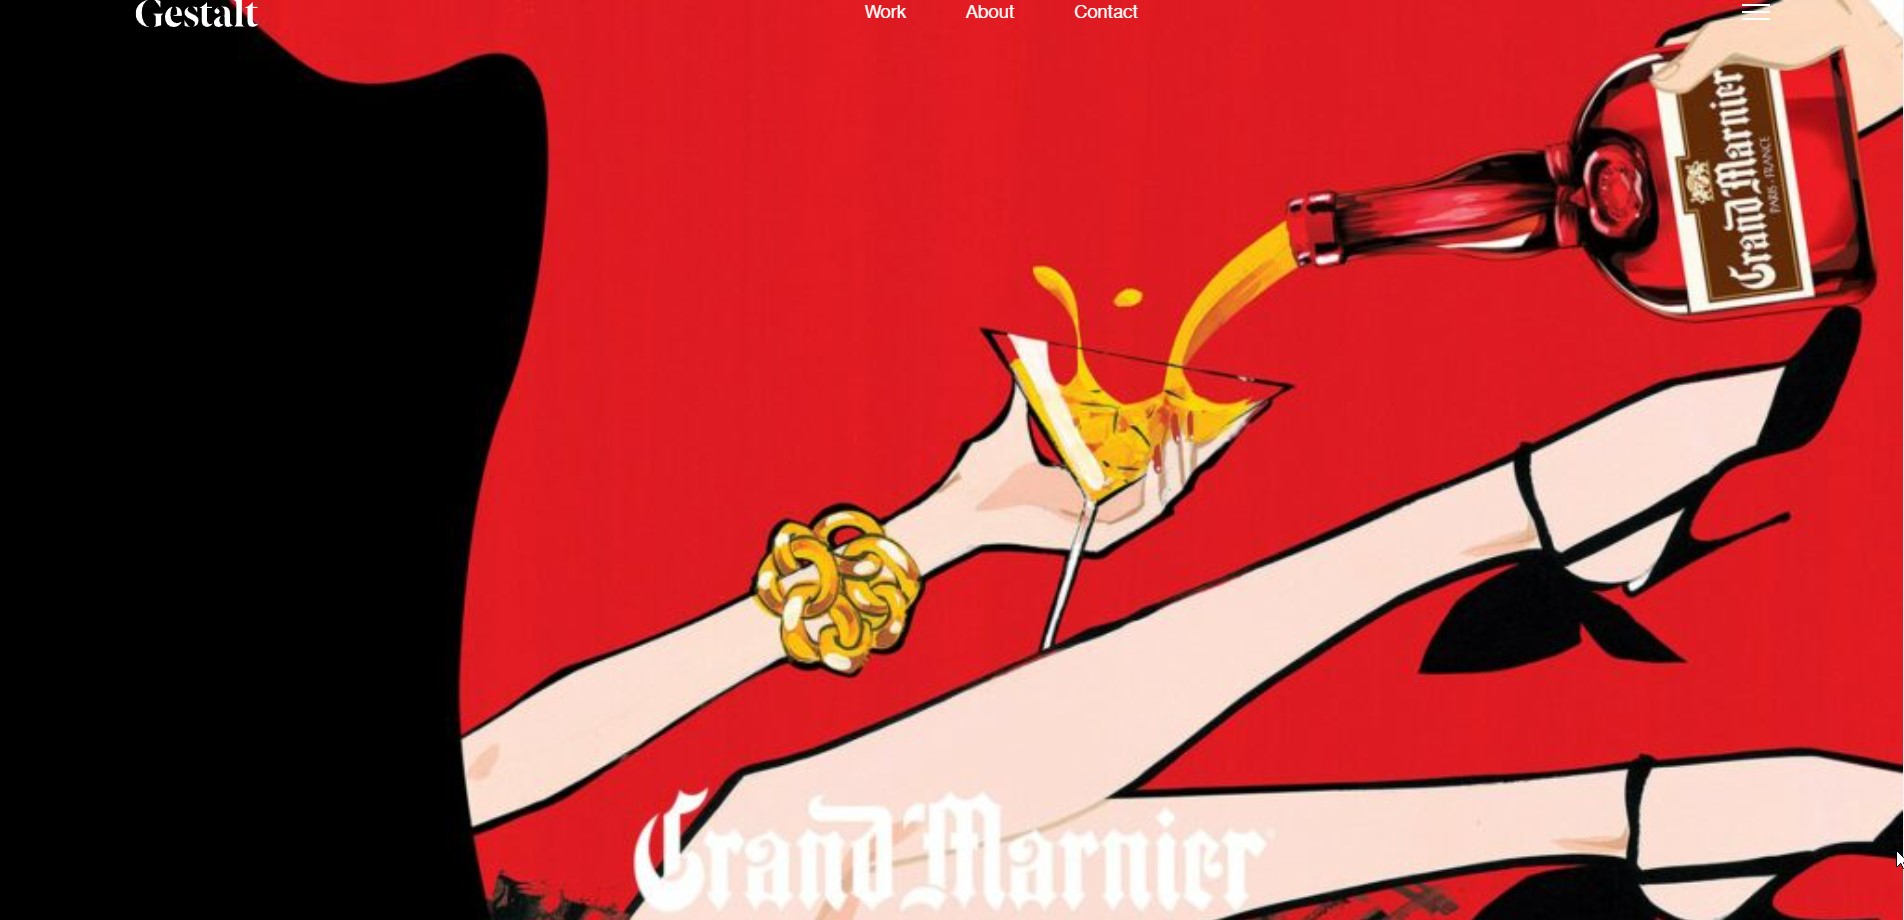 Gestalt
Work
About
Contact
Grand Marnier
PARIS - FRANCE
Grand Marnier